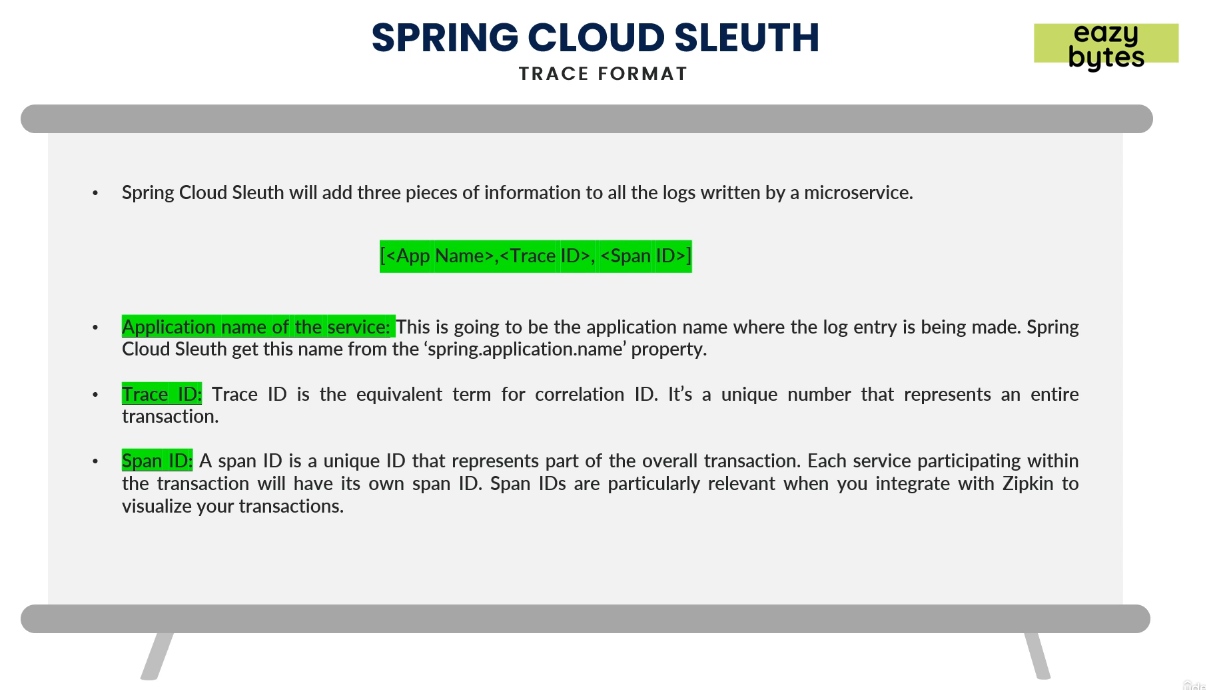 SPRING CLOUD SLEUTH
eazy
bytes
TRACE FORMAT
• Spring Cloud Sleuth will add three pieces of information to all the logs written by a microservice.
[<App Name>,<Trace ID>, <Span ID>]
• Application name of the service: This is going to be the application name where the log entry is being made. Spring
Cloud Sleuth get this name from the ‘spring.application.name’ property.
• Trace ID: Trace ID is the equivalent term for correlation ID. It’s a unique number that represents an entire
transaction.
• Span ID: A span ID is a unique ID that represents part of the overall transaction. Each service participating within
the transaction will have its own span ID. Span IDs are particularly relevant when you integrate with Zipkin to
visualize your transactions.